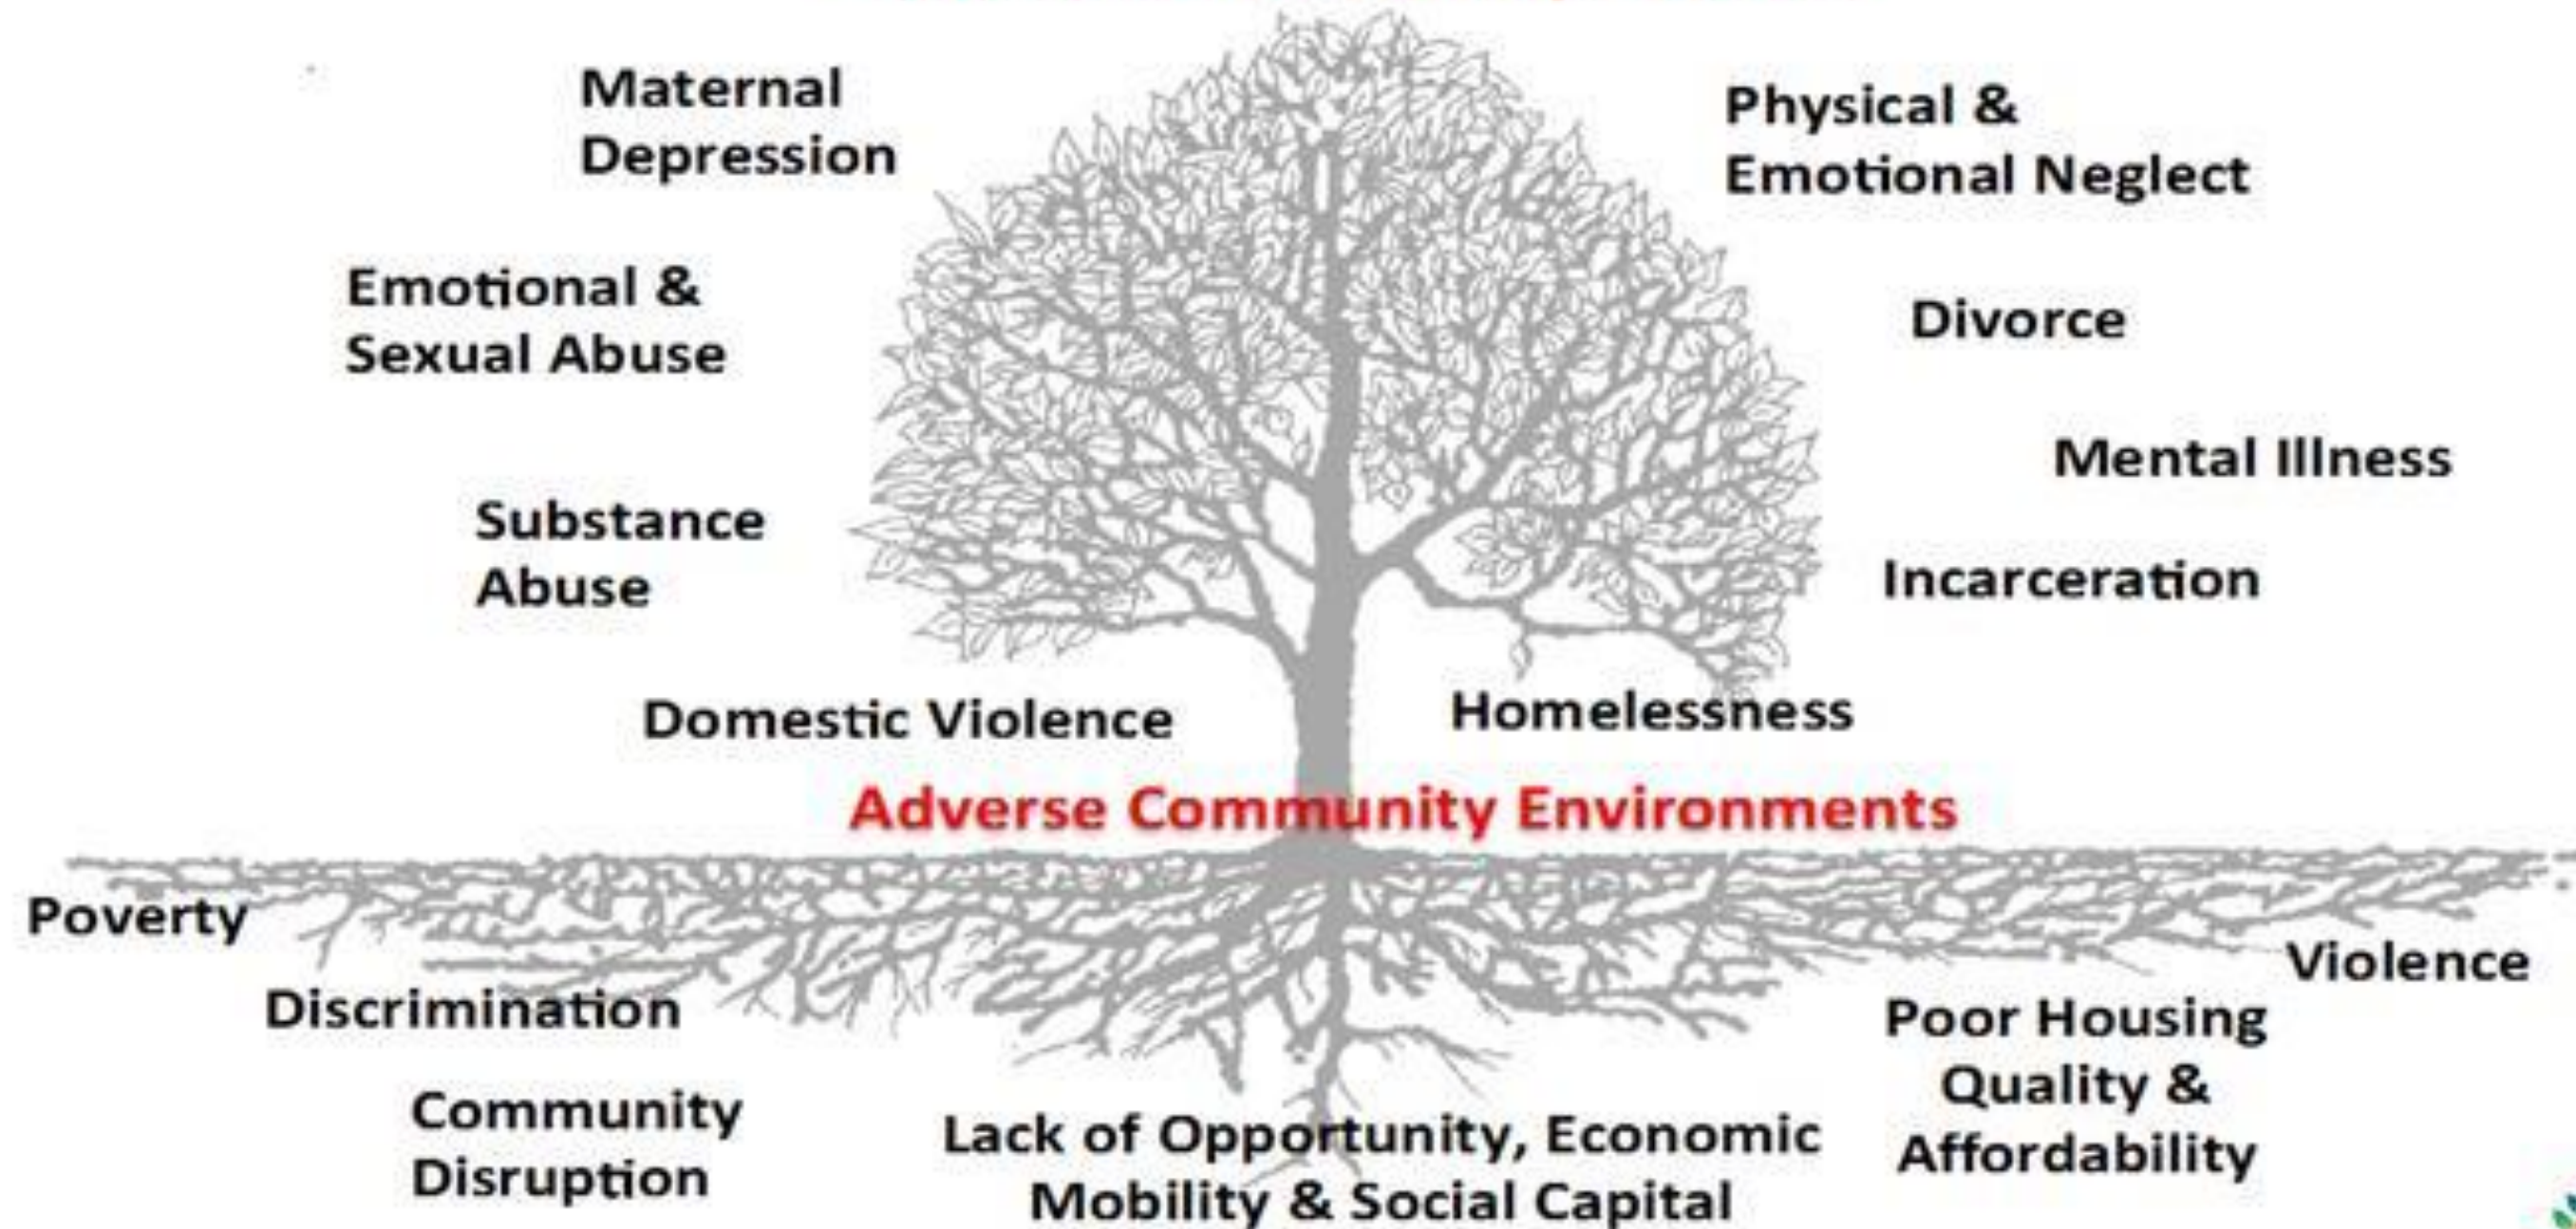 Maternal
Depression
Physical &
Emotional Neglect
Emotional &
Sexual Abuse
Divorce
Mental Illness
Substance
Abuse
Incarceration
Domestic Violence
Homelessness
Adverse Community Environments
Poverty
Violence
Discrimination
Poor Housing
Quality &
Affordability
Community
Disruption
Lack of Opportunity, Economic
Mobility & Social Capital